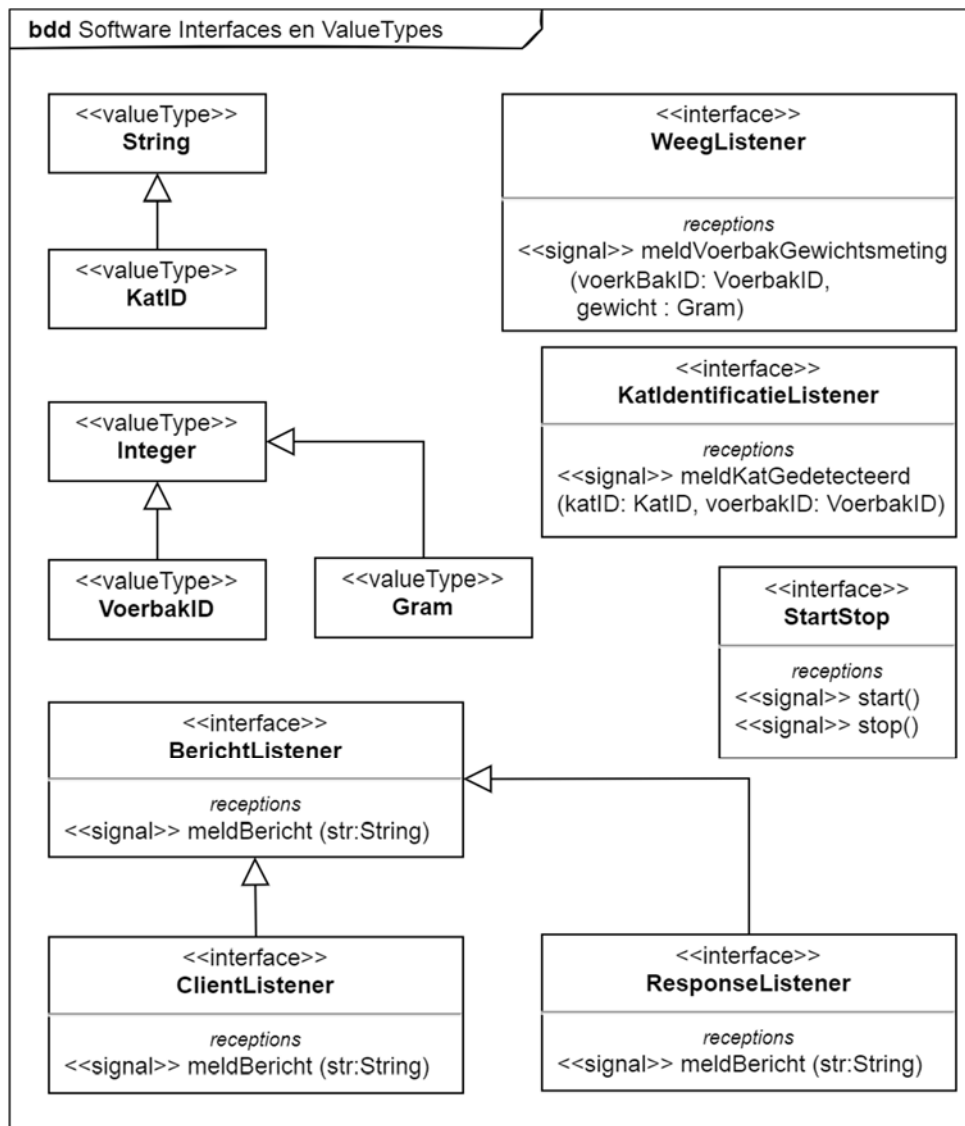 bdd Software Interfaces en ValueTypes
<<valueType>>
String
<<valueType>>
KatID
<<interface>>
WeegListener
receptions
<<signal>> meldVoerbakGewichtsmeting
(voerkBakID: VoerbakID,
gewicht : Gram)
<<interface>>
KatIdentificatieListener
receptions
<<signal>> meldKatGedetecteerd
(katID: KatID, voerbakID: VoerbakID)
<<valueType>>
Integer
<<valueType>>
VoerbakID
<<valueType>>
Gram
<<interface>>
StartStop
receptions
<<signal>> start()
<<signal>> stop()
<<interface>>
BerichtListener
receptions
<<signal>> meldBericht (str:String)
<<interface>>
ClientListener
receptions
<<signal>> meldBericht (str:String)
<<interface>>
ResponseListener
receptions
<<signal>> meldBericht (str:String)